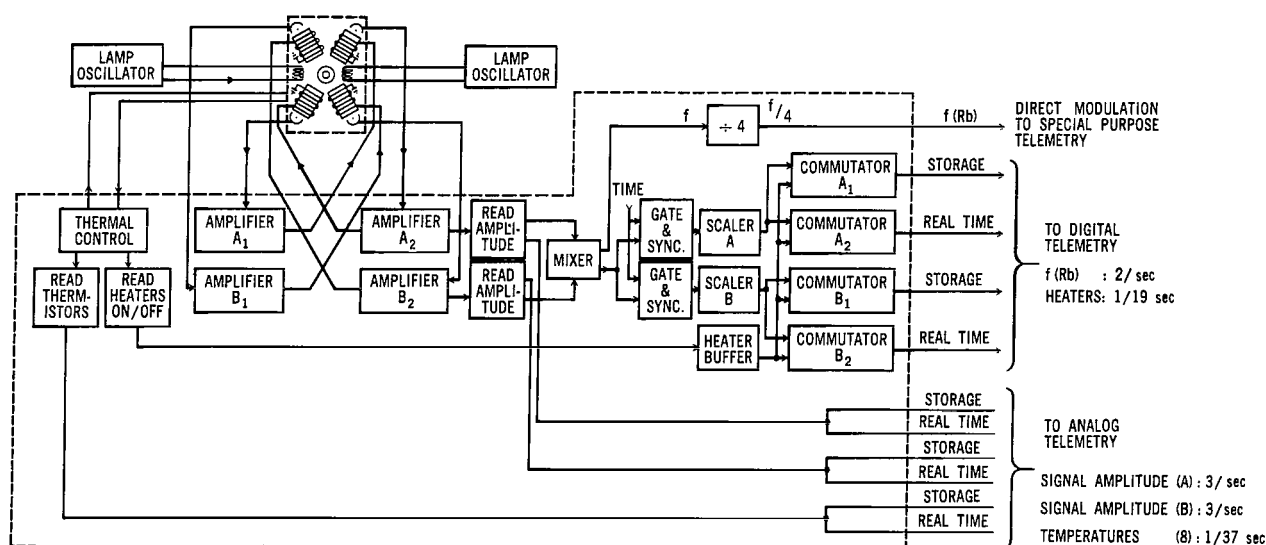 LAMP
OSCILLATOR
LAMP
OSCILLATOR
f
÷ 4
f/4
f (Rb)
DIRECT MODULATION
TO SPECIAL PURPOSE
TELEMETRY
THERMAL
CONTROL
READ
THERM-
ISTORS
READ
HEATERS
ON/OFF
AMPLIFIER
A1
AMPLIFIER
B1
AMPLIFIER
A2
AMPLIFIER
B2
READ
AMPLI-
TUDE
READ
AMPLI-
TUDE
MIXER
TIME
GATE
&
SYNC.
GATE
&
SYNC.
SCALER
A
SCALER
B
HEATER
BUFFER
COMMUTATOR
A1
COMMUTATOR
A2
COMMUTATOR
B1
COMMUTATOR
B2
STORAGE
REAL TIME
STORAGE
REAL TIME
TO DIGITAL
TELEMETRY
f (Rb) : 2/sec
HEATERS: 1/19 sec
STORAGE
REAL TIME
STORAGE
REAL TIME
STORAGE
REAL TIME
TO ANALOG
TELEMETRY
SIGNAL AMPLITUDE (A) : 3/sec
SIGNAL AMPLITUDE (B) : 3/sec
TEMPERATURES (8) : 1/37 sec